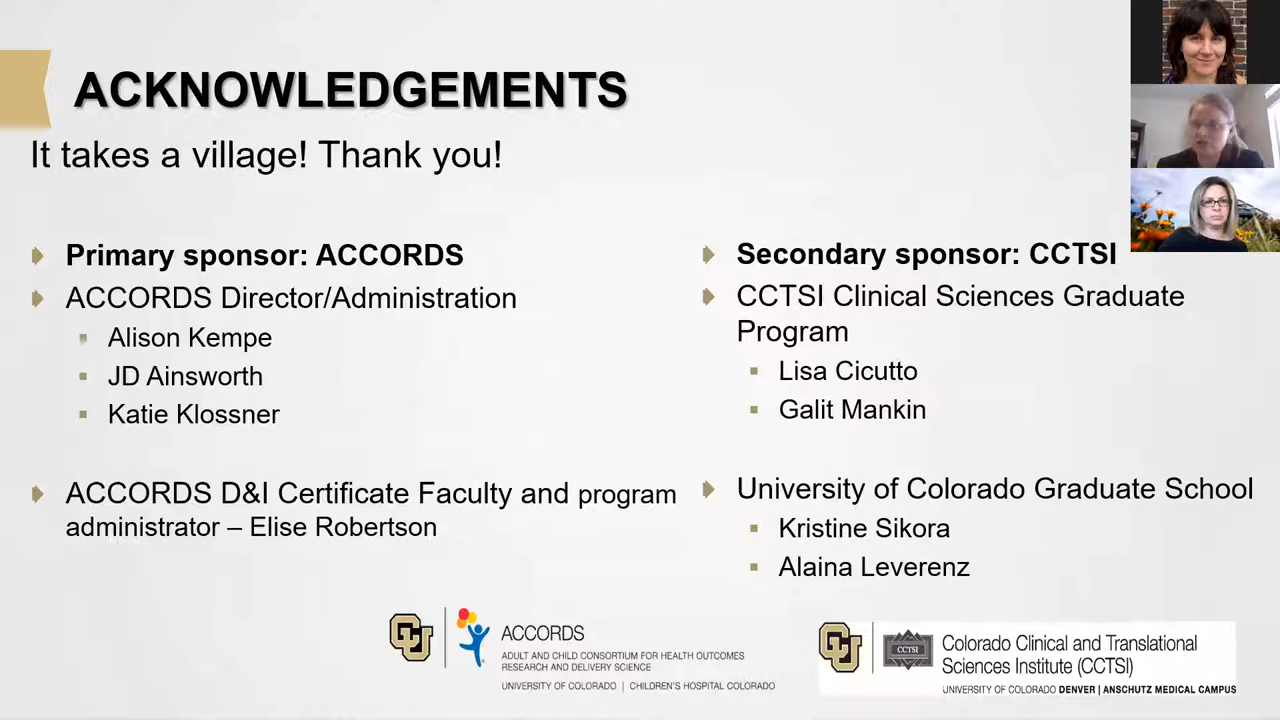 ACKNOWLEDGEMENTS
It takes a village! Thank you!
Primary sponsor: ACCORDS
ACCORDS Director/Administration
Alison Kempe
JD Ainsworth
Katie Klossner
ACCORDS D&I Certificate Faculty and program
administrator – Elise Robertson
Secondary sponsor: CCTSI
CCTSI Clinical Sciences Graduate
Program
Lisa Cicutto
Galit Mankin
University of Colorado Graduate School
Kristine Sikora
Alaina Leverenz
CU
ACCORDS
ADULT AND CHILD CONSORTIUM FOR HEALTH OUTCOMES
RESEARCH AND DELIVERY SCIENCE
UNIVERSITY OF COLORADO | CHILDREN'S HOSPITAL COLORADO
CU
CCTSI
Colorado Clinical and Translational
Sciences Institute (CCTSI)
UNIVERSITY OF COLORADO DENVER | ANSCHUTZ MEDICAL CAMPUS